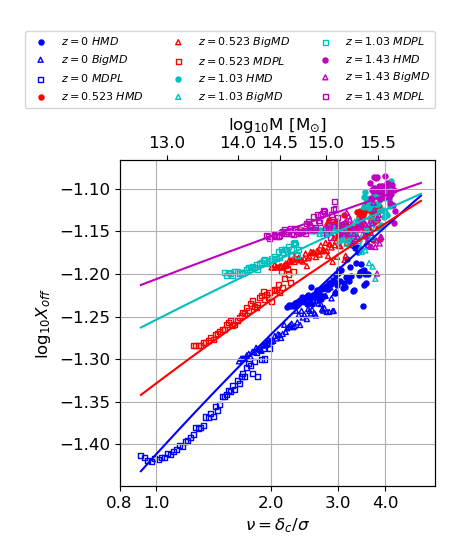 z = 0 HMD z = 0.523 BigMD z = 1.03 MDPL
z = 0 BigMD z = 0.523 MDPL z = 1.43 HMD
z = 0 MDPL z = 1.03 HMD z = 1.43 BigMD
z = 0.523 HMD z = 1.03 BigMD z = 1.43 MDPL
log₁₀M [M⊙]
13.0 14.0 14.5 15.0 15.5
−1.10
−1.15
−1.20
−1.25
−1.30
−1.35
−1.40
log₁₀X_off
0.8 1.0 2.0 3.0 4.0
ν = δ_c/σ